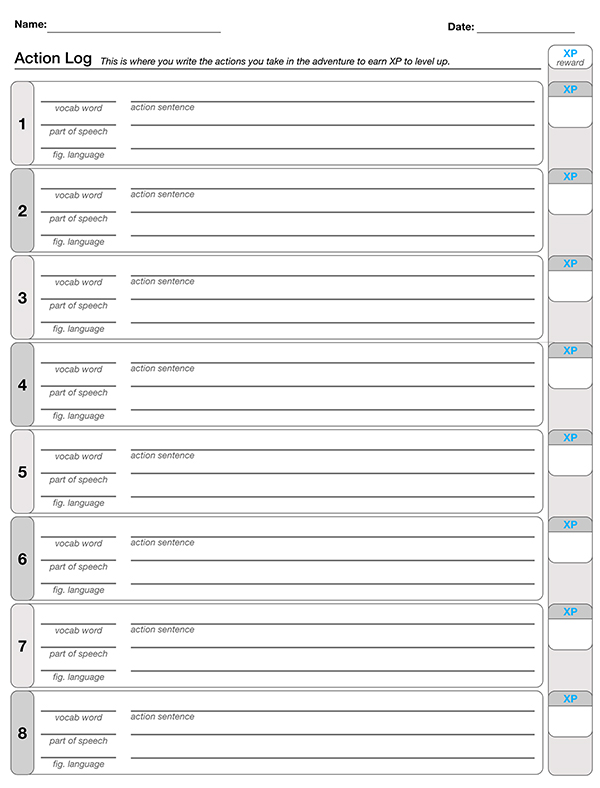 Name:
Date:
Action Log This is where you write the actions you take in the adventure to earn XP to level up.
XP
reward
1
vocab word
action sentence
part of speech
fig. language
XP
2
vocab word
action sentence
part of speech
fig. language
XP
3
vocab word
action sentence
part of speech
fig. language
XP
4
vocab word
action sentence
part of speech
fig. language
XP
5
vocab word
action sentence
part of speech
fig. language
XP
6
vocab word
action sentence
part of speech
fig. language
XP
7
vocab word
action sentence
part of speech
fig. language
XP
8
vocab word
action sentence
part of speech
fig. language
XP